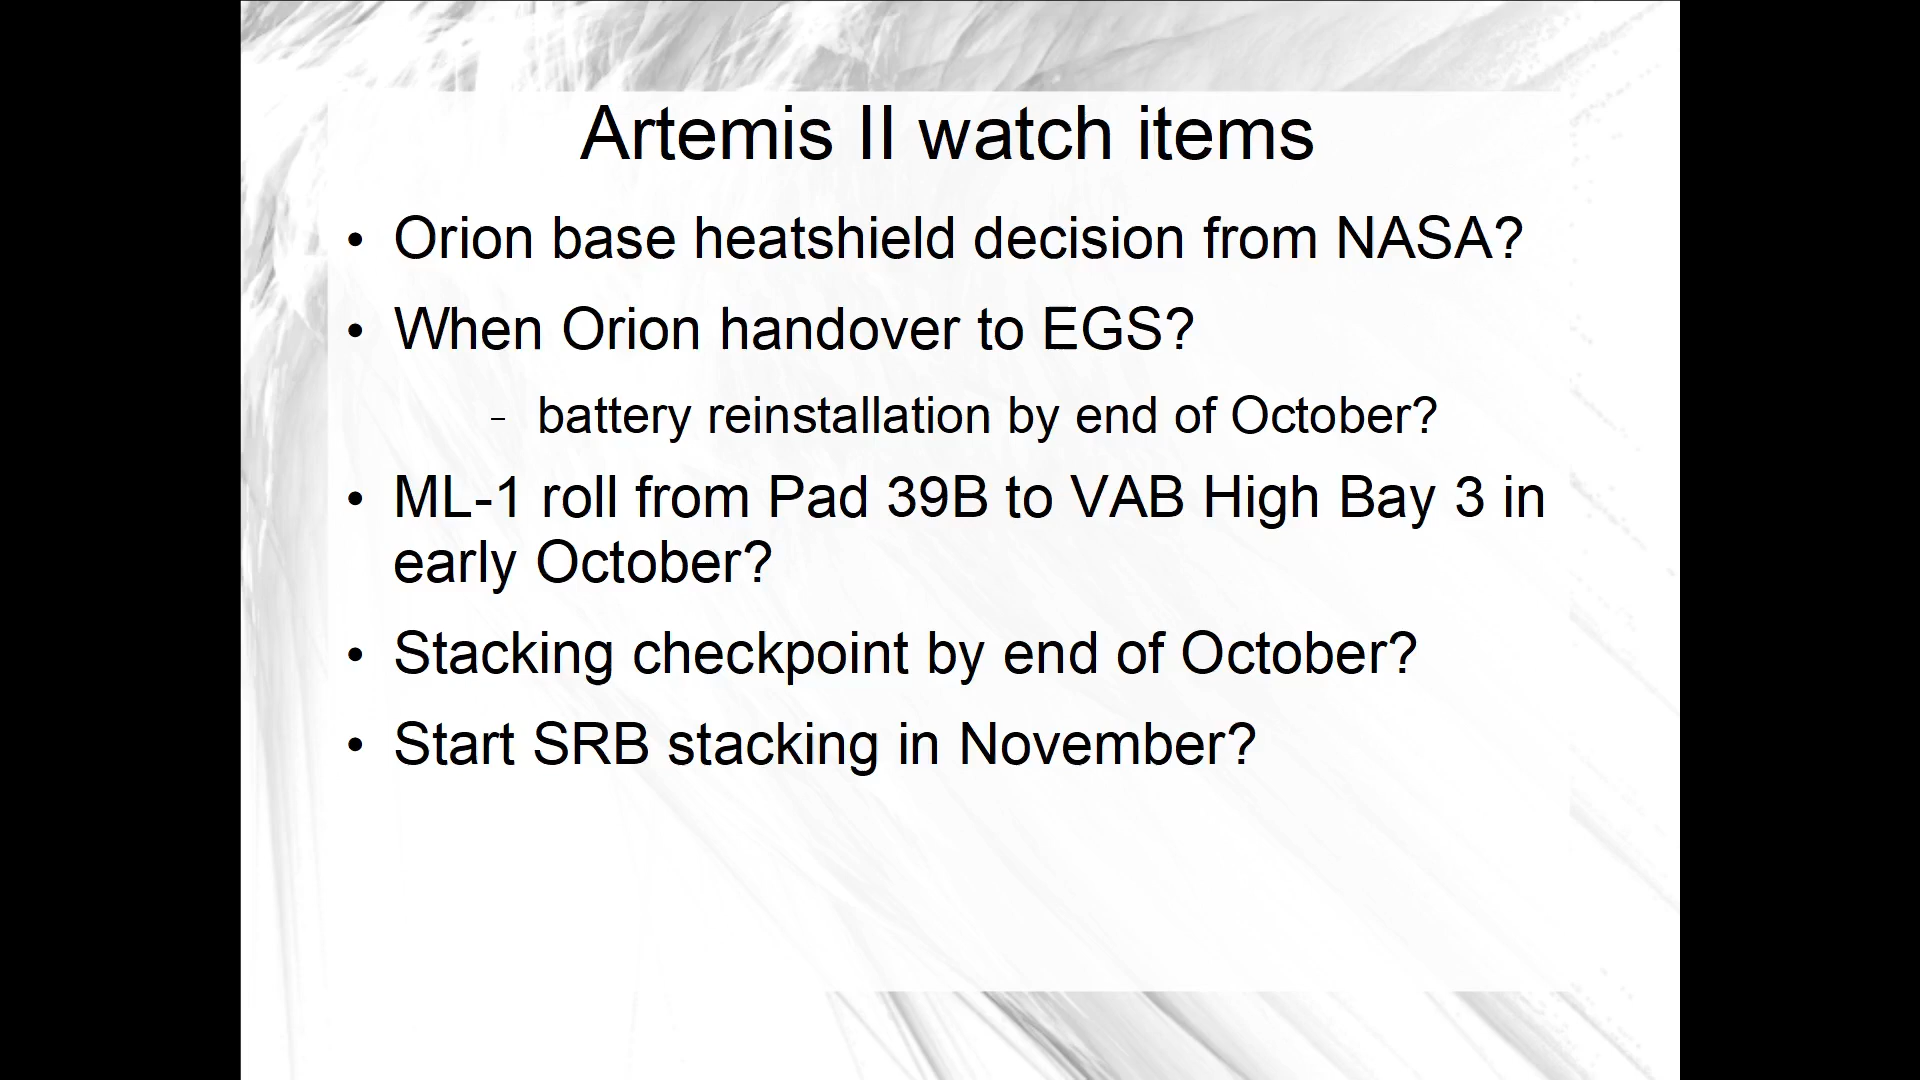 Artemis II watch items
• Orion base heatshield decision from NASA?
• When Orion handover to EGS?
– battery reinstallation by end of October?
• ML-1 roll from Pad 39B to VAB High Bay 3 in
early October?
• Stacking checkpoint by end of October?
• Start SRB stacking in November?